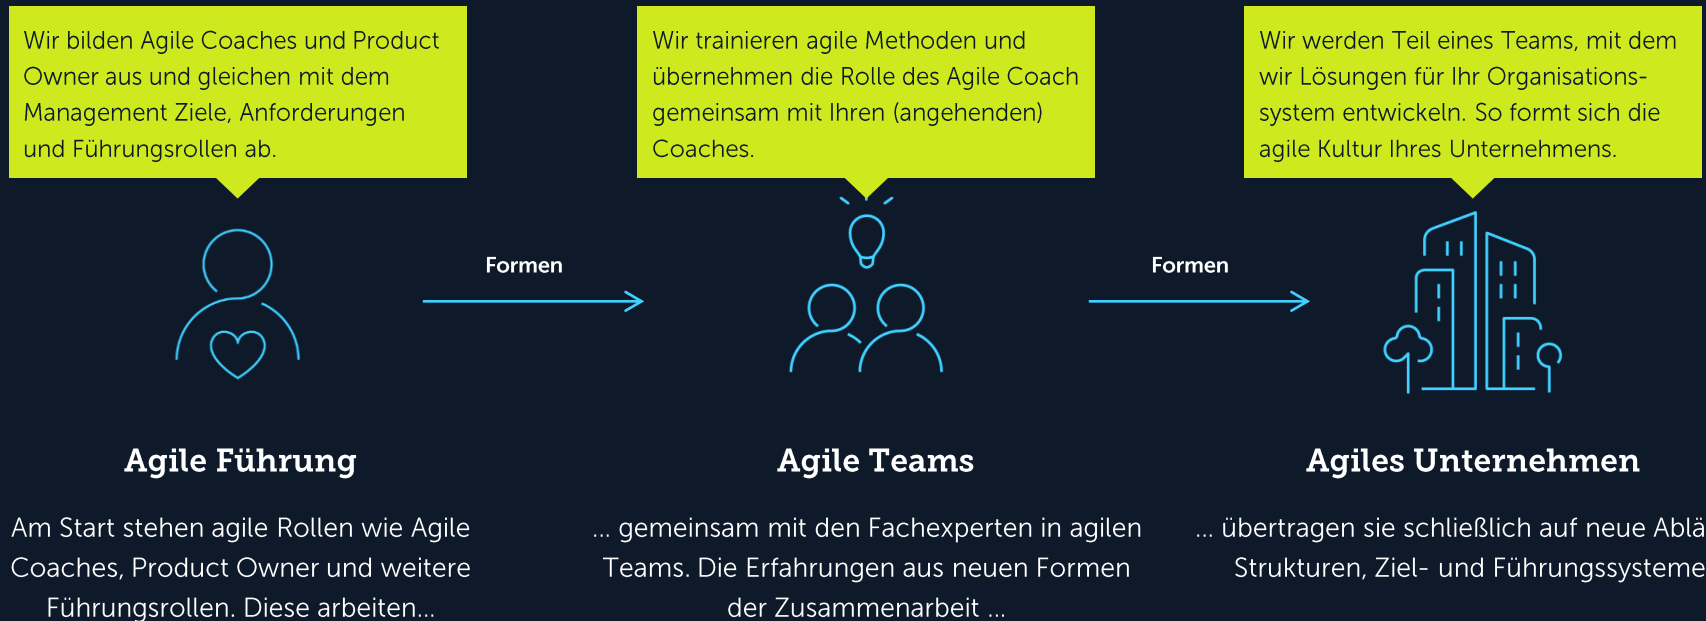 Wir bilden Agile Coaches und Product
Owner aus und gleichen mit dem
Management Ziele, Anforderungen
und Führungsrollen ab.
Wir trainieren agile Methoden und
übernehmen die Rolle des Agile Coach
gemeinsam mit Ihren (angehenden)
Coaches.
Wir werden Teil eines Teams, mit dem
wir Lösungen für Ihr Organisations-
system entwickeln. So formt sich die
agile Kultur Ihres Unternehmens.
Formen
Formen
Agile Führung
Am Start stehen agile Rollen wie Agile
Coaches, Product Owner und weitere
Führungsrollen. Diese arbeiten...
Agile Teams
... gemeinsam mit den Fachexperten in agilen
Teams. Die Erfahrungen aus neuen Formen
der Zusammenarbeit ...
Agiles Unternehmen
... übertragen sie schließlich auf neue Ablä
Strukturen, Ziel- und Führungssysteme